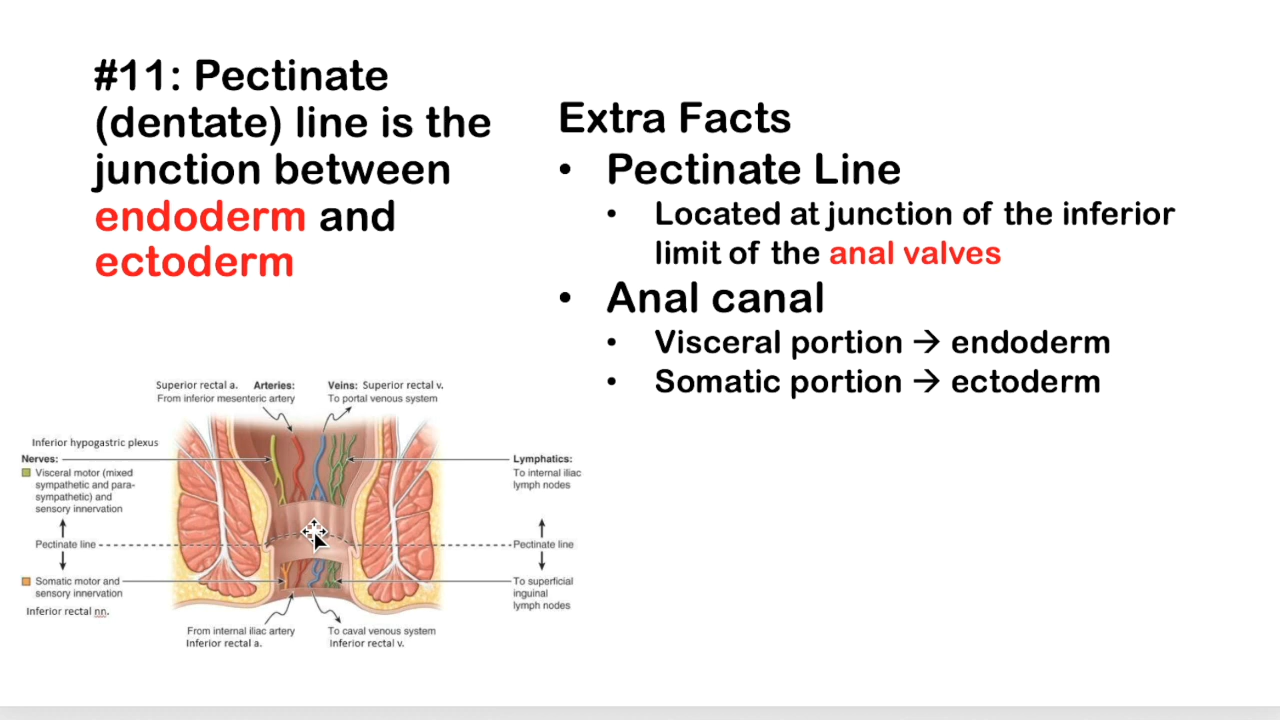 #11: Pectinate
(dentate) line is the
junction between
endoderm and
ectoderm
Extra Facts
• Pectinate Line
• Located at junction of the inferior
limit of the anal valves
• Anal canal
• Visceral portion → endoderm
• Somatic portion → ectoderm
Superior rectal a. Arteries:
From inferior mesenteric artery
Veins: Superior rectal v.
To portal venous system
Inferior hypogastric plexus
Nerves:
Visceral motor (mixed
sympathetic and para-
sympathetic) and
sensory innervation
Pectinate line
Somatic motor and
sensory innervation
Inferior rectal nn.
Lymphatics:
To internal iliac
lymph nodes
Pectinate line
To superficial
inguinal
lymph nodes
From internal iliac artery
Inferior rectal a.
To caval venous system
Inferior rectal v.